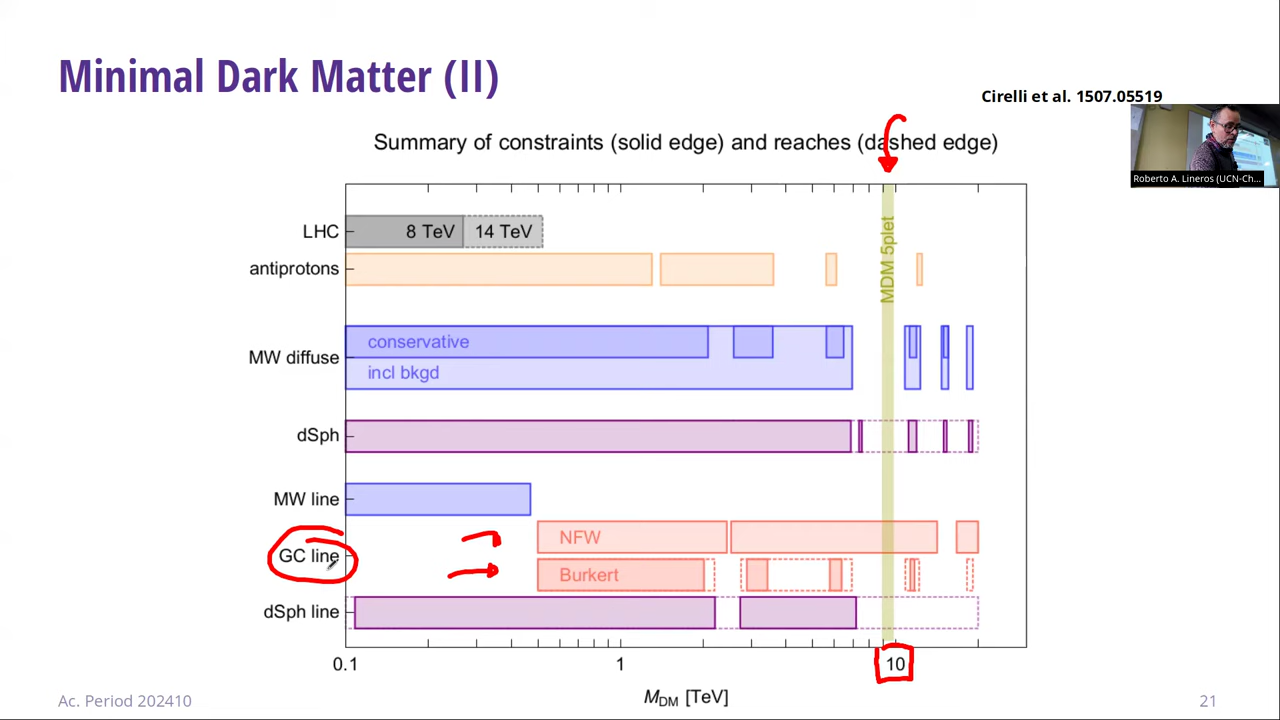 Minimal Dark Matter (II)
Cirelli et al. 1507.05519
Roberto A. Lineros (UCN-Ch...
Summary of constraints (solid edge) and reaches (dashed edge)
LHC
8 TeV
14 TeV
antiprotons
MDM 5plet
MW diffuse
conservative
incl bkgd
dSph
MW line
GC line
NFW
Burkert
dSph line
0.1
1
10
MDM [TeV]
Ac. Period 202410
21